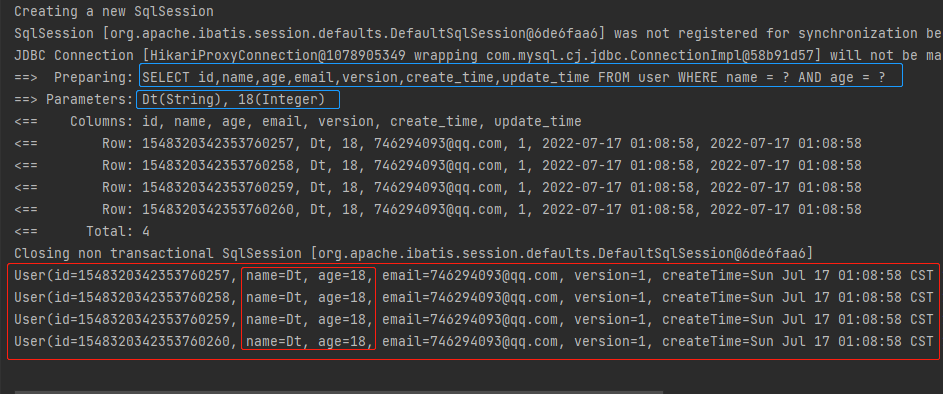 Creating a new SqlSession
SqlSession [org.apache.ibatis.session.defaults.DefaultSqlSession@6de6faa6] was not registered for synchronization be
JDBC Connection [HikariProxyConnection@1078905349 wrapping com.mysql.cj.jdbc.ConnectionImpl@58b91d57] will not be ma
==>  Preparing: SELECT id,name,age,email,version,create_time,update_time FROM user WHERE name = ? AND age = ?
==> Parameters: Dt(String), 18(Integer)
<==    Columns: id, name, age, email, version, create_time, update_time
<==        Row: 1548320342353760257, Dt, 18, 746294093@qq.com, 1, 2022-07-17 01:08:58, 2022-07-17 01:08:58
<==        Row: 1548320342353760258, Dt, 18, 746294093@qq.com, 1, 2022-07-17 01:08:58, 2022-07-17 01:08:58
<==        Row: 1548320342353760259, Dt, 18, 746294093@qq.com, 1, 2022-07-17 01:08:58, 2022-07-17 01:08:58
<==        Row: 1548320342353760260, Dt, 18, 746294093@qq.com, 1, 2022-07-17 01:08:58, 2022-07-17 01:08:58
<==      Total: 4
Closing non transactional SqlSession [org.apache.ibatis.session.defaults.DefaultSqlSession@6de6faa6]
User(id=1548320342353760257, name=Dt, age=18, email=746294093@qq.com, version=1, createTime=Sun Jul 17 01:08:58 CST
User(id=1548320342353760258, name=Dt, age=18, email=746294093@qq.com, version=1, createTime=Sun Jul 17 01:08:58 CST
User(id=1548320342353760259, name=Dt, age=18, email=746294093@qq.com, version=1, createTime=Sun Jul 17 01:08:58 CST
User(id=1548320342353760260, name=Dt, age=18, email=746294093@qq.com, version=1, createTime=Sun Jul 17 01:08:58 CST